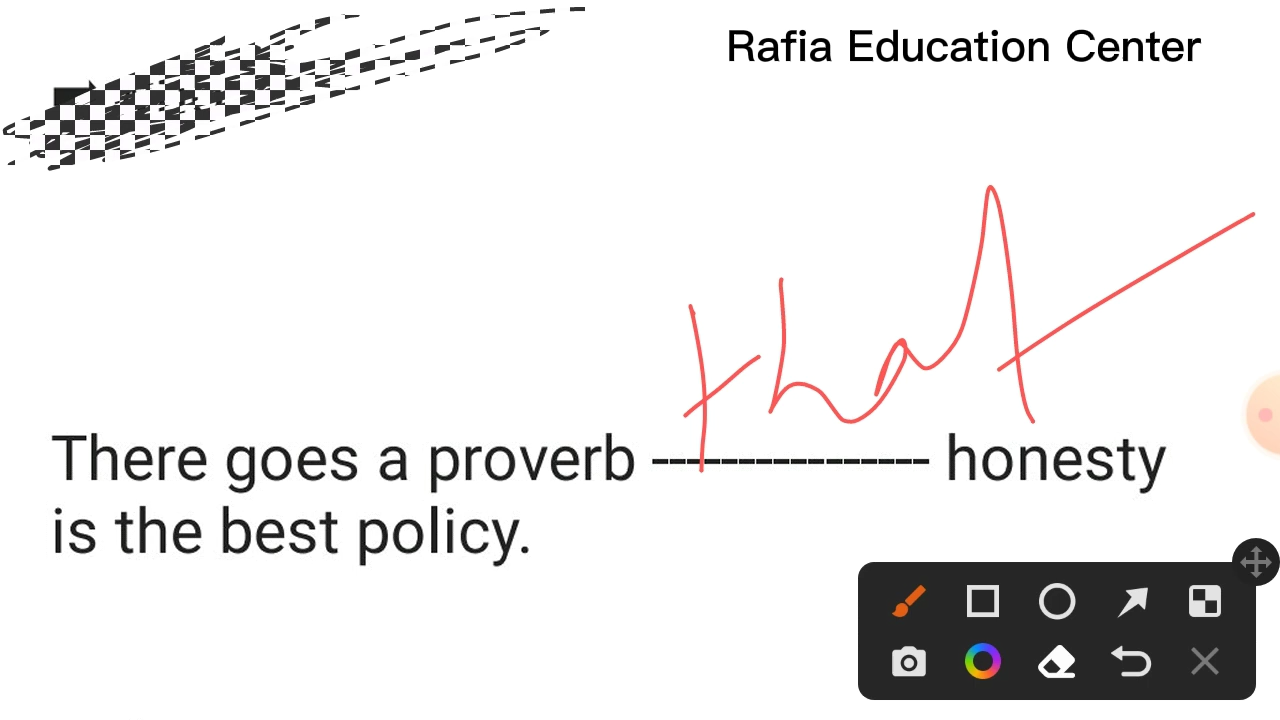 Rafia Education Center
that
There goes a proverb ---------------- honesty
is the best policy.